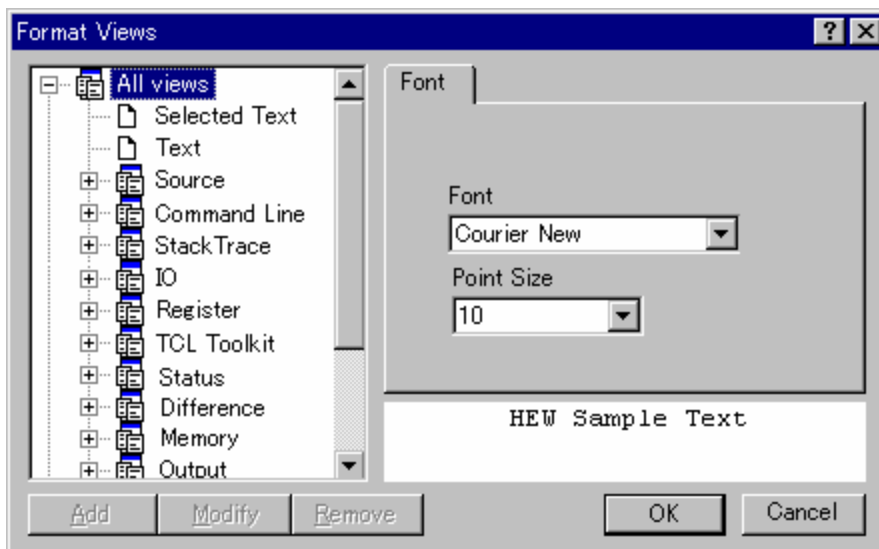 Format Views
All views
Selected Text
Text
Source
Command Line
StackTrace
IO
Register
TCL Toolkit
Status
Difference
Memory
Output
Font
Font
Courier New
Point Size
10
HEW Sample Text
Add Modify Remove OK Cancel